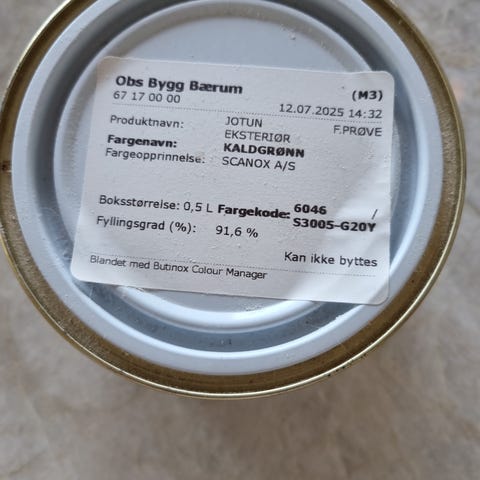 Obs Bygg Bærum (M3)
67 17 00 00 12.07.2025 14:32
Produktnavn: JOTUN F.PRØVE
EKSTERIØR
Fargenavn: KALDGRØNN
Fargeopprinnelse: SCANOX A/S
Boksstørrelse: 0,5 L Fargekode: 6046 /
S3005-G20Y
Fyllingsgrad (%): 91,6 %
Kan ikke byttes
Blandet med Butinox Colour Manager